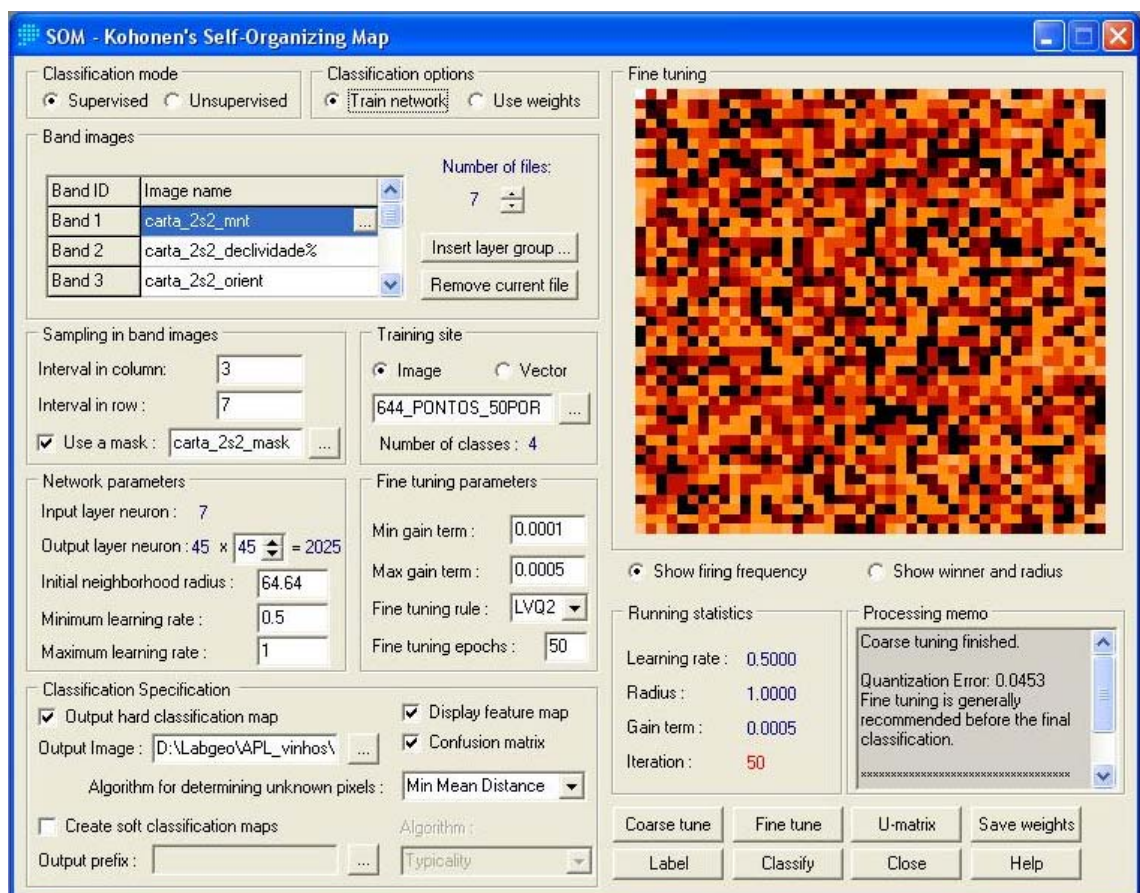 SOM - Kohonen's Self-Organizing Map
Classification mode
Supervised Unsupervised
Classification options
Train network Use weights
Band images
Band ID Image name
Band 1 carta_2s2_mnt ...
Band 2 carta_2s2_declividade%
Band 3 carta_2s2_orient
Number of files:
7
Insert layer group ...
Remove current file
Sampling in band images
Interval in column: 3
Interval in row : 7
Use a mask : carta_2s2_mask ...
Training site
Image Vector
644_PONTOS_50POR ...
Number of classes : 4
Network parameters
Input layer neuron : 7
Output layer neuron : 45 x 45 = 2025
Initial neighborhood radius : 64.64
Minimum learning rate : 0.5
Maximum learning rate : 1
Fine tuning parameters
Min gain term : 0.0001
Max gain term : 0.0005
Fine tuning rule : LVQ2
Fine tuning epochs : 50
Classification Specification
Output hard classification map
Display feature map
Output Image : D:\Labgeo\APL_vinhos\ ...
Confusion matrix
Algorithm for determining unknown pixels : Min Mean Distance
Create soft classification maps
Algorithm :
Output prefix : ...
Typicality
Fine tuning
Show firing frequency Show winner and radius
Running statistics
Learning rate : 0.5000
Radius : 1.0000
Gain term : 0.0005
Iteration : 50
Processing memo
Coarse tuning finished.
Quantization Error: 0.0453
Fine tuning is generally
recommended before the final
classification.
Coarse tune Fine tune U-matrix Save weights
Label Classify Close Help